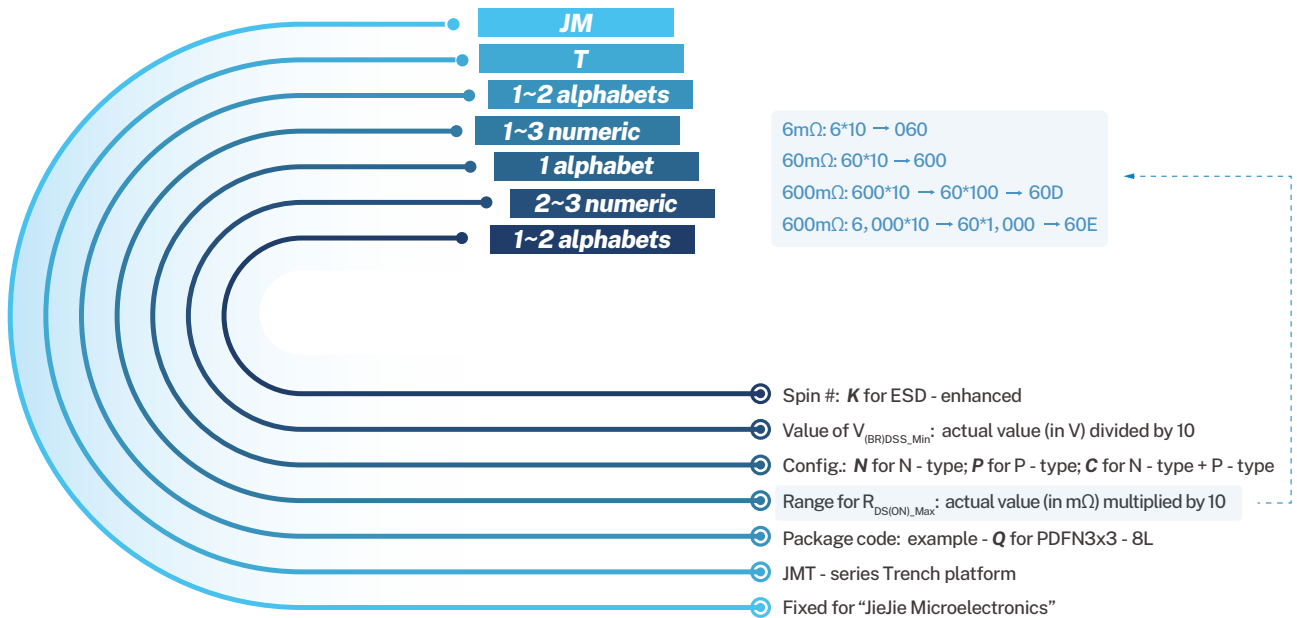 JM
T
1~2 alphabets
1~3 numeric
1 alphabet
2~3 numeric
1~2 alphabets
6mΩ: 6*10 → 060
60mΩ: 60*10 → 600
600mΩ: 600*10 → 60*100 → 60D
600mΩ: 6,000*10 → 60*1,000 → 60E
Spin #: K for ESD - enhanced
Value of V(BR)DSS_Min: actual value (in V) divided by 10
Config.: N for N - type; P for P - type; C for N - type + P - type
Range for RDS(ON)_Max: actual value (in mΩ) multiplied by 10
Package code: example - Q for PDFN3x3 - 8L
JMT - series Trench platform
Fixed for “JieJie Microelectronics”